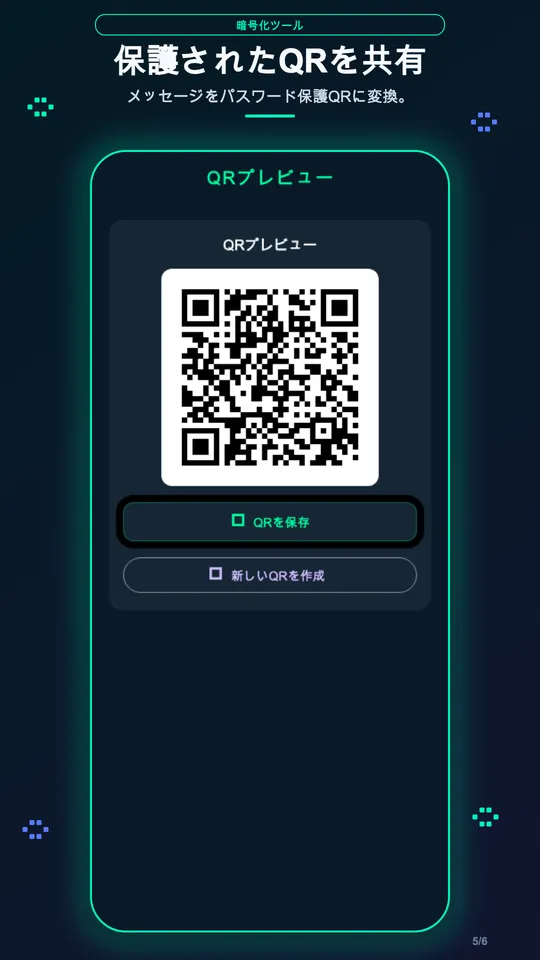 暗号化ツール
保護されたQRを共有
メッセージをパスワード保護QRに変換。
QRプレビュー
QRプレビュー
QRを保存
新しいQRを作成
5/6